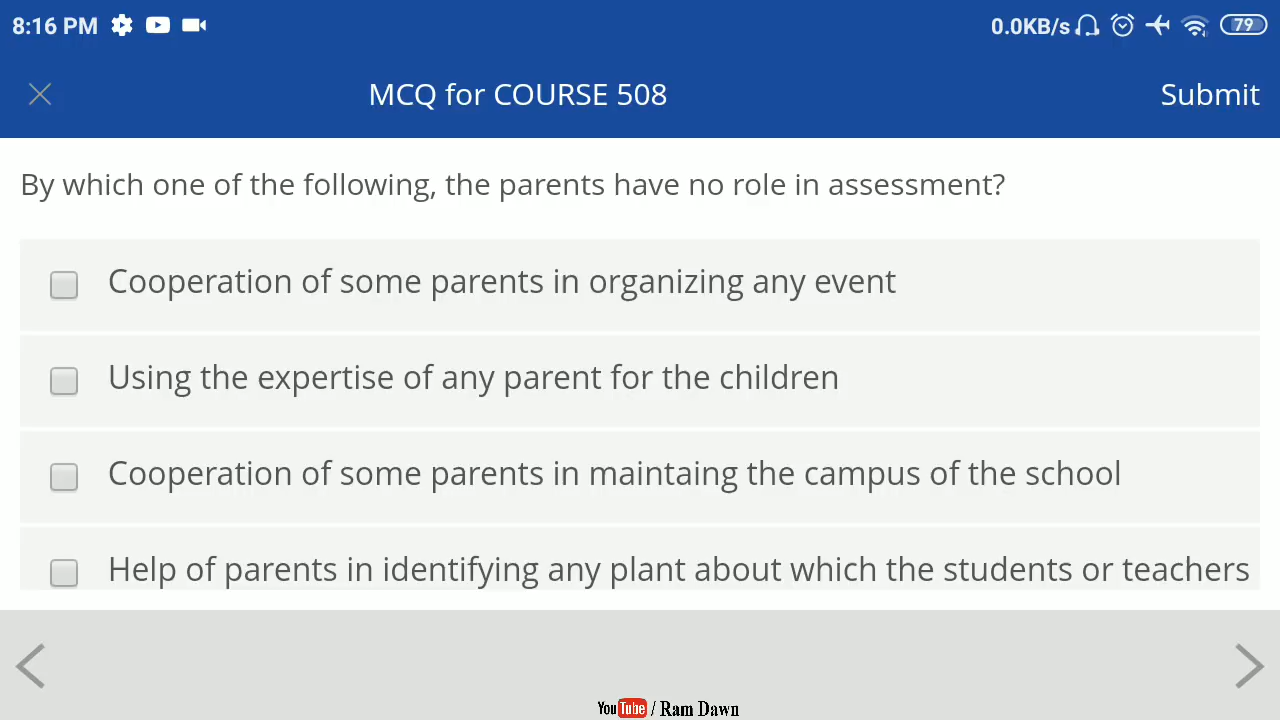 8:16 PM 0.0KB/s 79
MCQ for COURSE 508 Submit
By which one of the following, the parents have no role in assessment?
Cooperation of some parents in organizing any event
Using the expertise of any parent for the children
Cooperation of some parents in maintaing the campus of the school
Help of parents in identifying any plant about which the students or teachers
YouTube / Ram Dawn